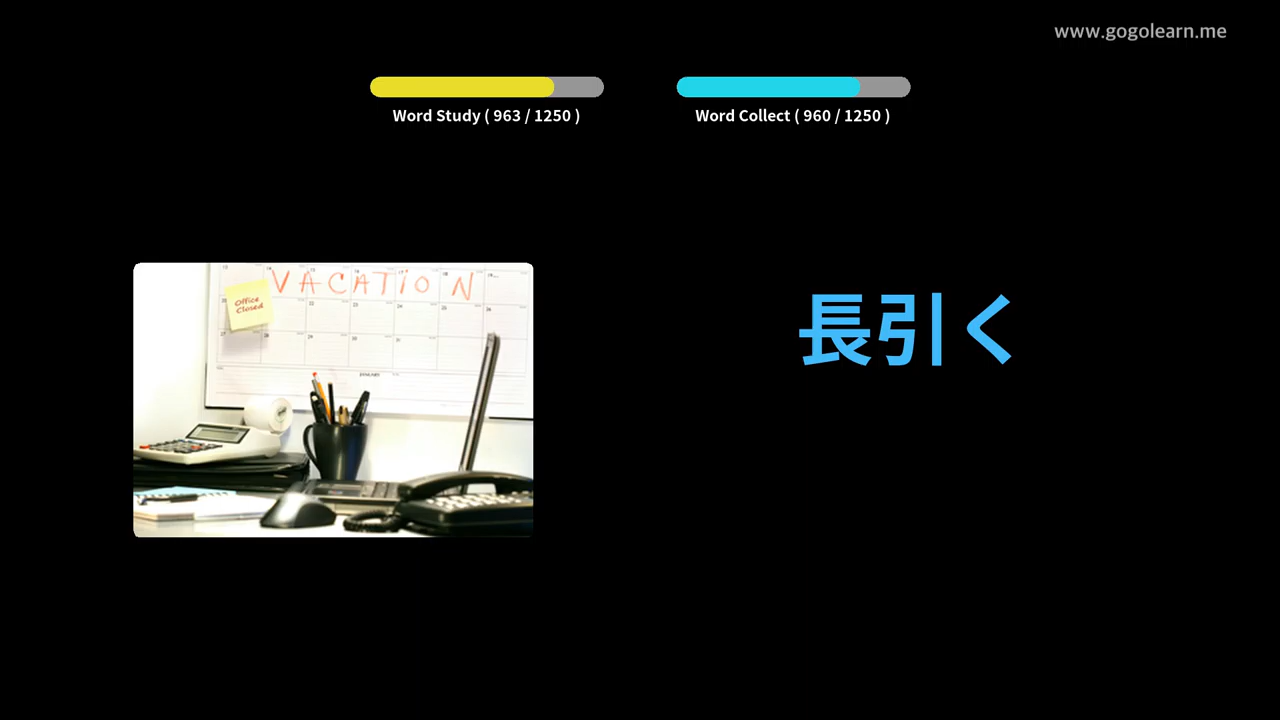 www.gogolearn.me
Word Study ( 963 / 1250 )
Word Collect ( 960 / 1250 )
VACATION
Office
Closed
長引く